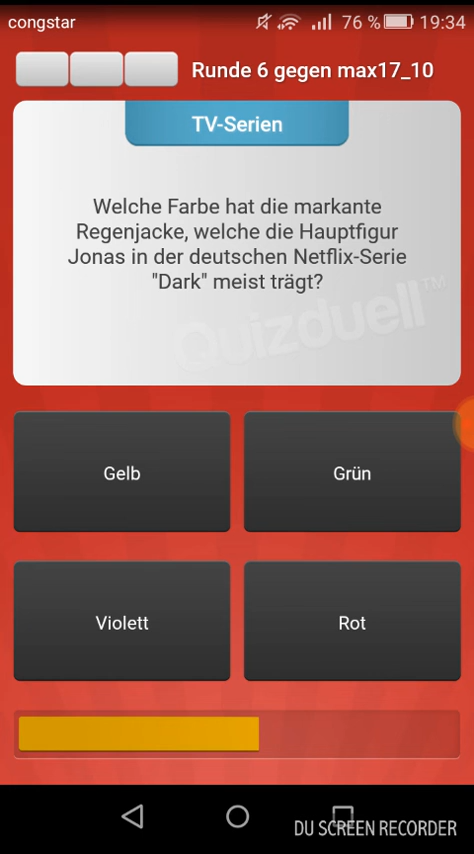 congstar 76 % 19:34
Runde 6 gegen max17_10
TV-Serien
Welche Farbe hat die markante
Regenjacke, welche die Hauptfigur
Jonas in der deutschen Netflix-Serie
"Dark" meist trägt?
Quizduell™
Gelb
Grün
Violett
Rot
DU SCREEN RECORDER